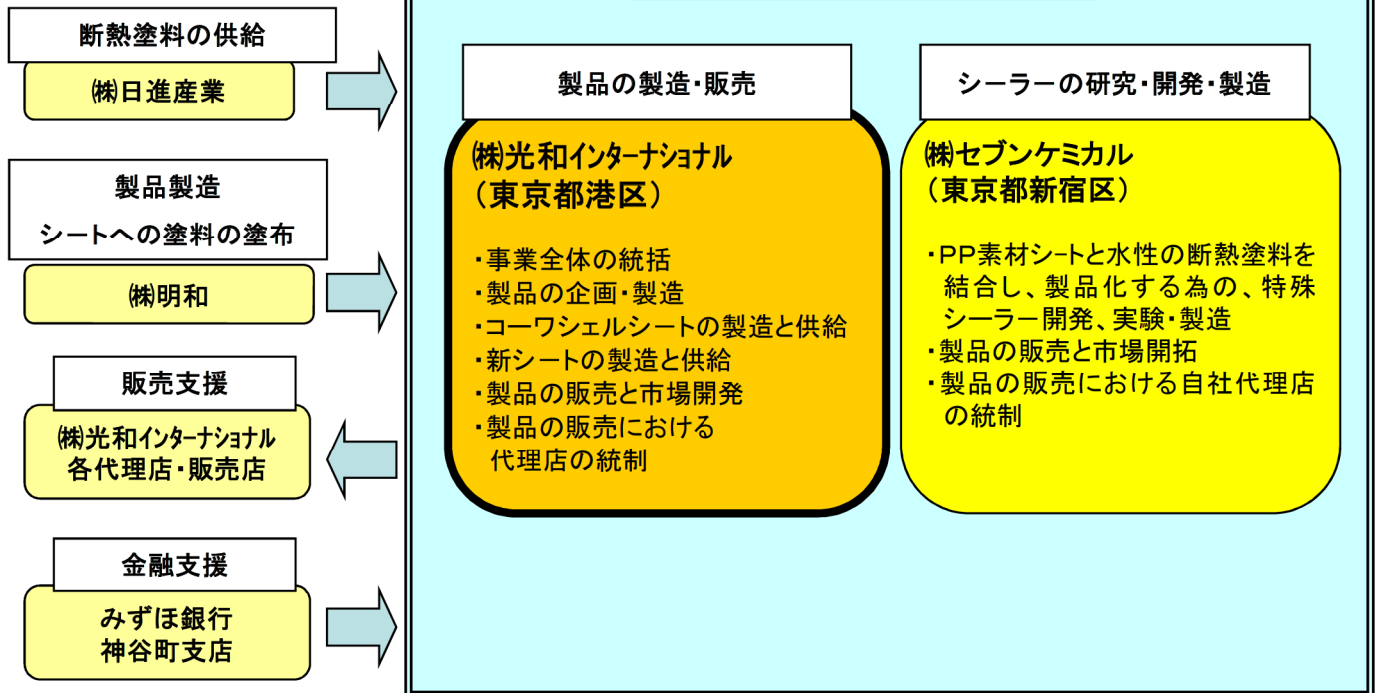 断熱塗料の供給
㈱日進産業
製品製造
シートへの塗料の塗布
㈱明和
販売支援
㈱光和インターナショナル
各代理店・販売店
金融支援
みずほ銀行
神谷町支店
製品の製造・販売
㈱光和インターナショナル
（東京都港区）
・事業全体の統括
・製品の企画・製造
・コーワシェルシートの製造と供給
・新シートの製造と供給
・製品の販売と市場開発
・製品の販売における
代理店の統制
シーラーの研究・開発・製造
㈱セブンケミカル
（東京都新宿区）
・ＰＰ素材シートと水性の断熱塗料を
結合し、製品化する為の、特殊
シーラー開発、実験・製造
・製品の販売と市場開拓
・製品の販売における自社代理店
の統制